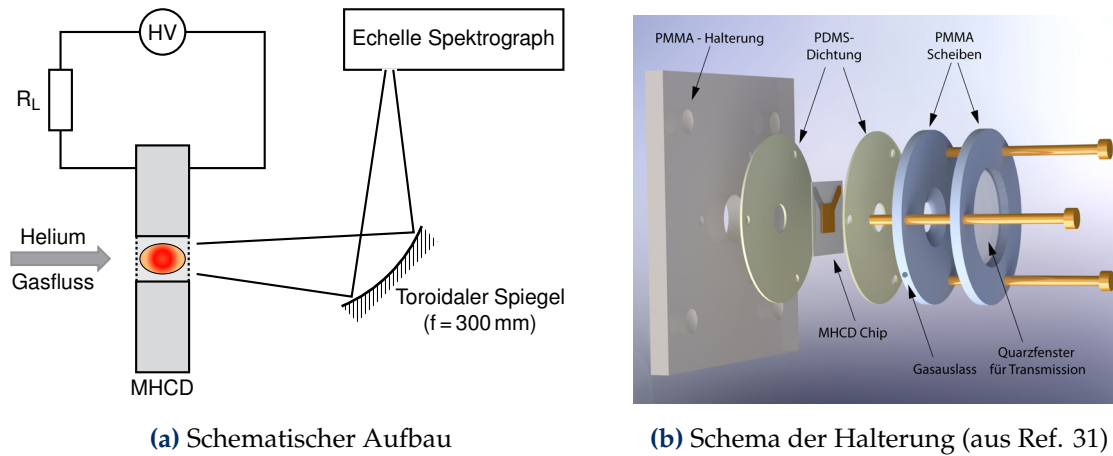 HV
R_L
Echelle Spektrograph
Helium
Gasfluss
Toroidaler Spiegel
(f = 300 mm)
MHCD
(a) Schematischer Aufbau
PMMA - Halterung
PDMS-
Dichtung
PMMA
Scheiben
MHCD Chip
Gasauslass
Quarzfenster
für Transmission
(b) Schema der Halterung (aus Ref. 31)